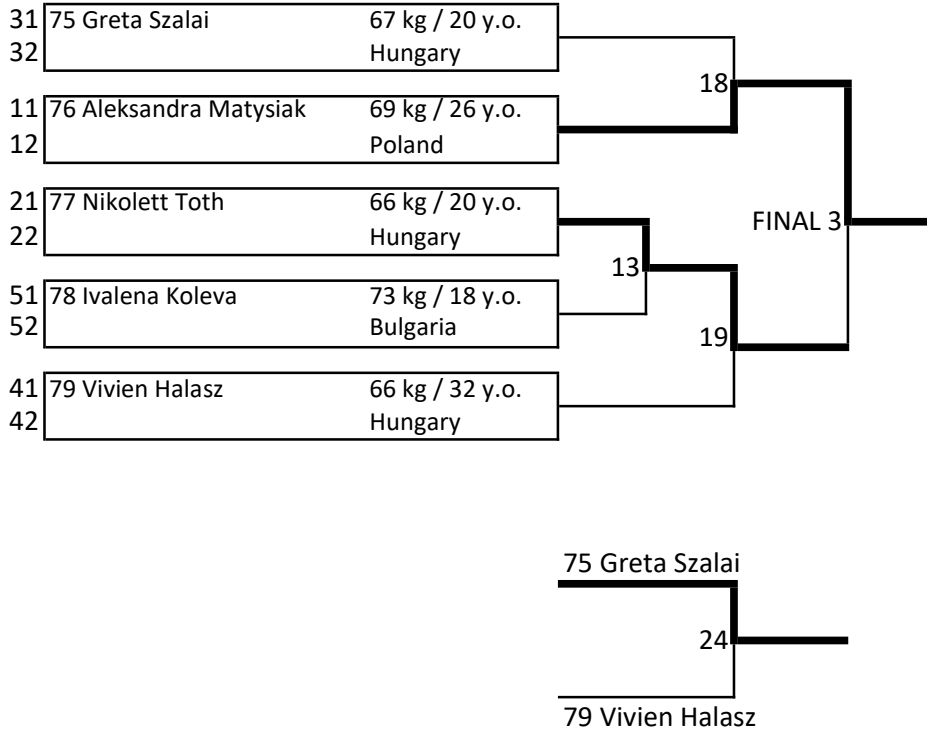 31 75 Greta Szalai 67 kg / 20 y.o.
32 Hungary
18
11 76 Aleksandra Matysiak 69 kg / 26 y.o.
12 Poland
21 77 Nikolett Toth 66 kg / 20 y.o.
FINAL 3
22 Hungary
13
51 78 Ivalena Koleva 73 kg / 18 y.o.
52 Bulgaria
19
41 79 Vivien Halasz 66 kg / 32 y.o.
42 Hungary
75 Greta Szalai
24
79 Vivien Halasz